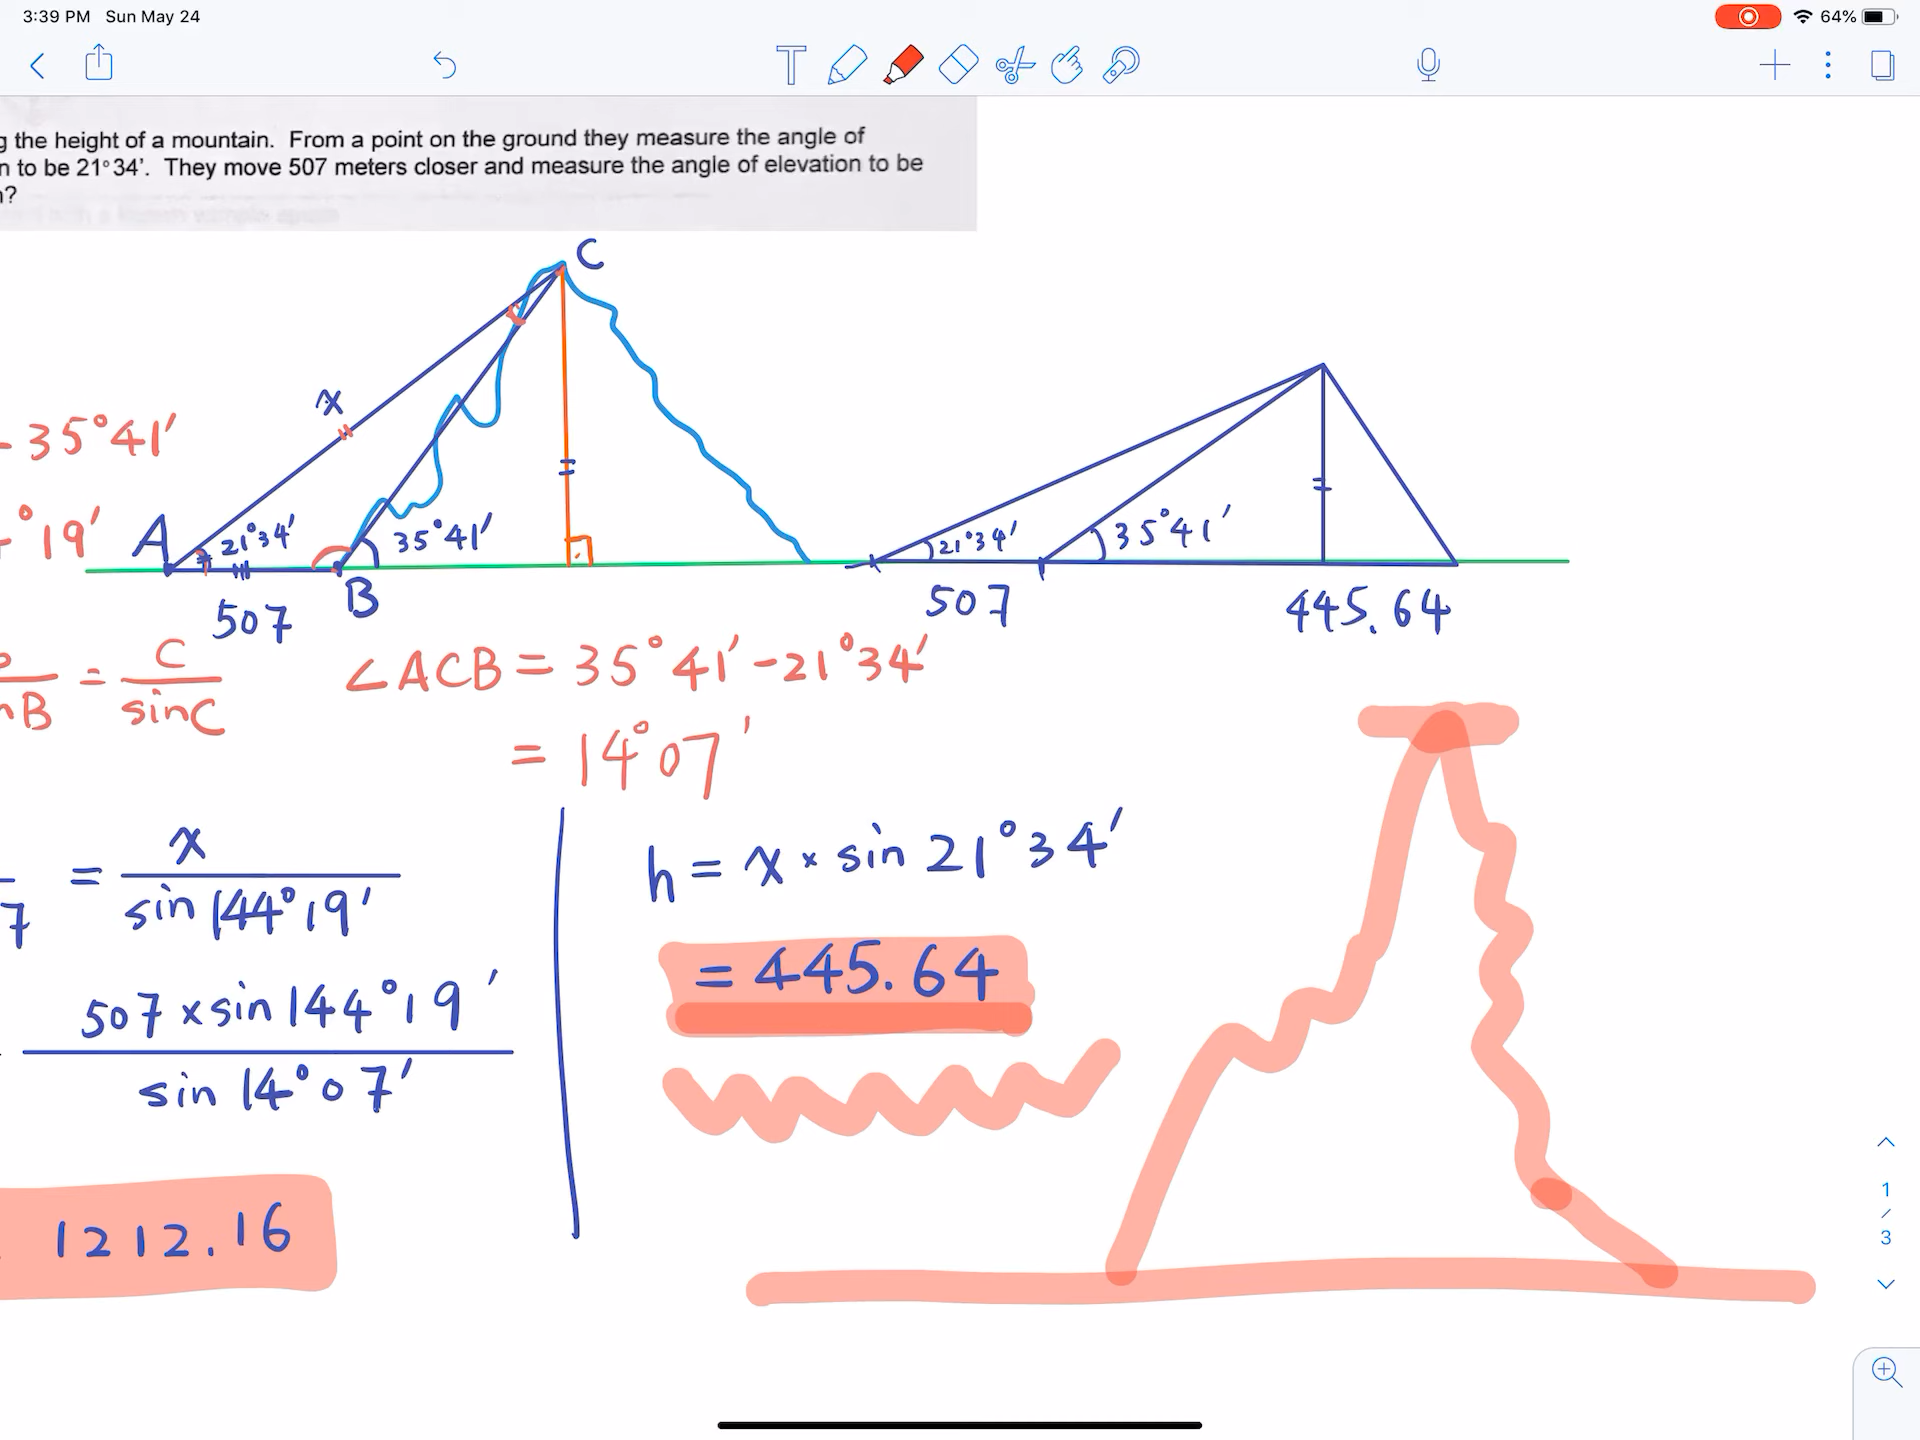 3:39 PM Sun May 24
64%
g the height of a mountain. From a point on the ground they measure the angle of
n to be 21°34'. They move 507 meters closer and measure the angle of elevation to be
?
C
x
- 35°41'
°19'
A
21°34'
35°41'
B
507
21°34'
35°41'
507
445.64
B = C / sinC
∠ACB = 35°41' - 21°34'
= 14°07'
7 = x / sin 144°19'
507 × sin 144°19' / sin 14°07'
1212.16
h = x × sin 21°34'
= 445.64
1
/
3